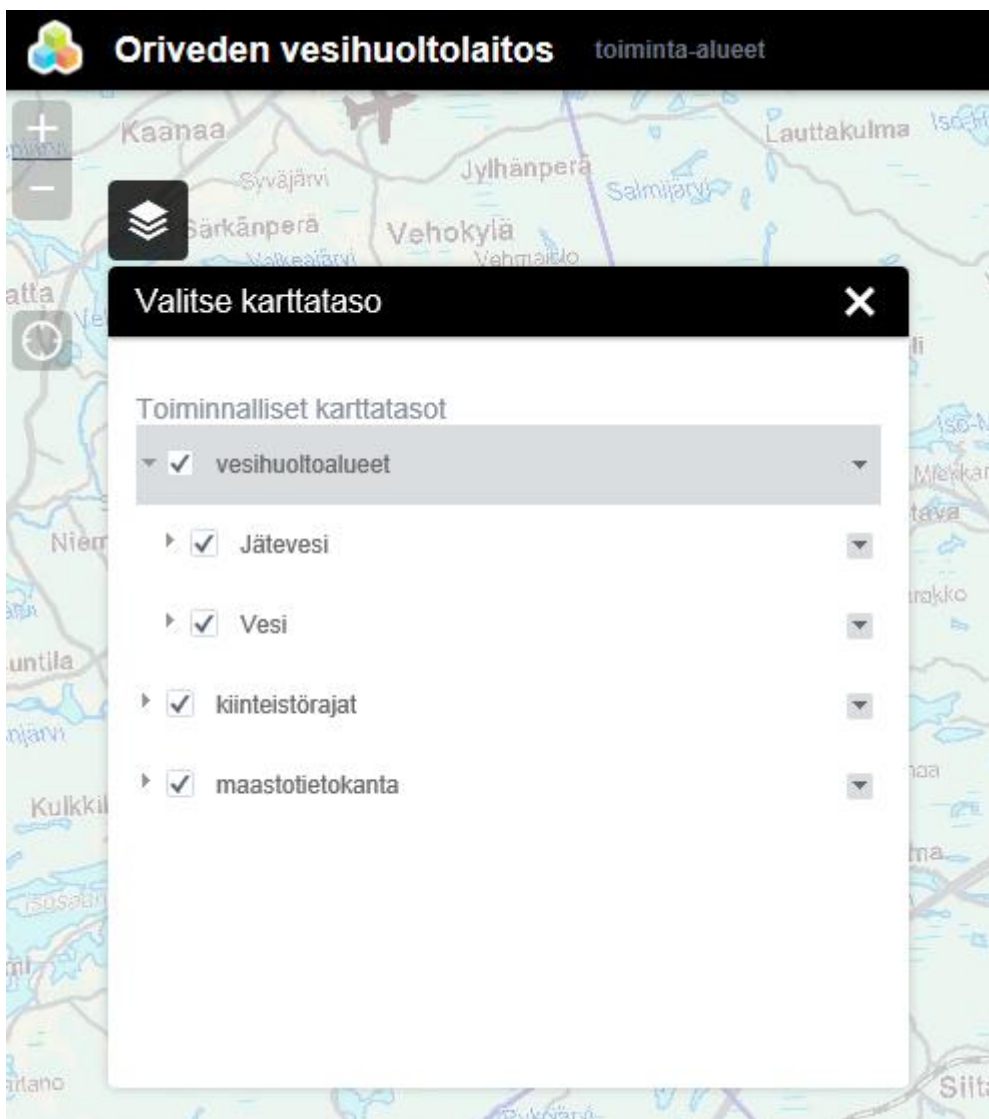 Oriveden vesihuoltolaitos toiminta-alueet
Kaanaa
Lauttakulma
Syväjärvi
Jylhänperä
Salmijärvi
Särkänperä
Vehokylä
Valitse karttataso
Toiminnalliset karttatasot
vesihuoltoalueet
Jätevesi
Vesi
kiinteistörajat
maastotietokanta